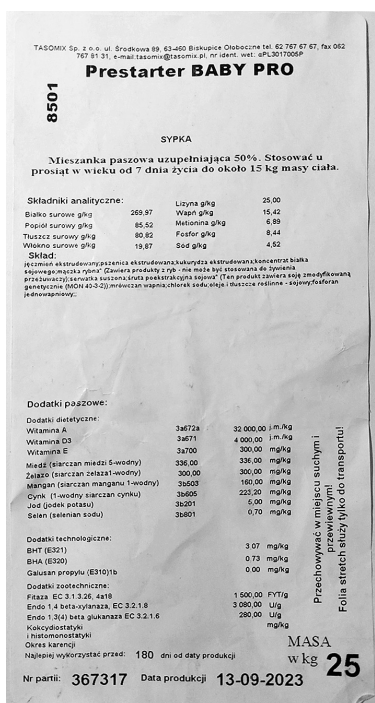 TASOMIX Sp. z o.o. ul. Środkowa 89, 63-460 Biskupice Ołoboczne tel. 62 767 67 67, fax 062
767 81 31, e-mail:tasomix@tasomix.pl, nr ident. wet: αPL3017005P
Prestarter BABY PRO
8501
SYPKA
Mieszanka paszowa uzupełniająca 50%. Stosować u
prosiąt w wieku od 7 dnia życia do około 15 kg masy ciała.
Składniki analityczne:
Białko surowe g/kg 269,97
Popiół surowy g/kg 85,52
Tłuszcz surowy g/kg 80,82
Włókno surowe g/kg 19,87
Lizyna g/kg 25,00
Wapń g/kg 15,42
Metionina g/kg 6,89
Fosfor g/kg 8,44
Sód g/kg 4,52
Skład:
jęczmień ekstrudowany;pszenica ekstrudowana;kukurydza ekstrudowana;koncentrat białka
sojowego;mączka rybna* (Zawiera produkty z ryb - nie może być stosowana do żywienia
przeżuwaczy);serwatka suszona;śruta poekstrakcyjna sojowa* (Ten produkt zawiera soję zmodyfikowaną
genetycznie (MON 40-3-2));mrówczan wapnia;chlorek sodu;oleje i tłuszcze roślinne - sojowy;fosforan
jednowapniowy;;
Dodatki paszowe:
Dodatki dietetyczne:
Witamina A 3a672a 32 000,00 j.m./kg
Witamina D3 3a671 4 000,00 j.m./kg
Witamina E 3a700 300,00 mg/kg
Miedź (siarczan miedzi 5-wodny) 336,00 336,00 mg/kg
Żelazo (siarczan żelaza1-wodny) 300,00 300,00 mg/kg
Mangan (siarczan manganu 1-wodny) 3b503 160,00 mg/kg
Cynk (1-wodny siarczan cynku) 3b605 223,20 mg/kg
Jod (jodek potasu) 3b201 5,00 mg/kg
Selen (selenian sodu) 3b801 0,70 mg/kg
Dodatki technologiczne:
BHT (E321) 3.07 mg/kg
BHA (E320) 0.73 mg/kg
Galusan propylu (E310)1b 0.00 mg/kg
Dodatki zootechniczne:
Fitaza EC 3.1.3.26, 4a18 1 500,00 FYT/g
Endo 1,4 beta-xylanaza, EC 3.2.1.8 3 080,00 U/g
Endo 1,3(4) beta glukanaza EC 3.2.1.6 280,00 U/g
Kokcydiostatyki mg/kg
i histomonostatyki
Okres karencji
Najlepiej wykorzystać przed: 180 dni od daty produkcji
Przechowywać w miejscu suchym i
przewiewnym!
Folia stretch służy tylko do transportu!
MASA
w kg 25
Nr partii: 367317 Data produkcji 13-09-2023